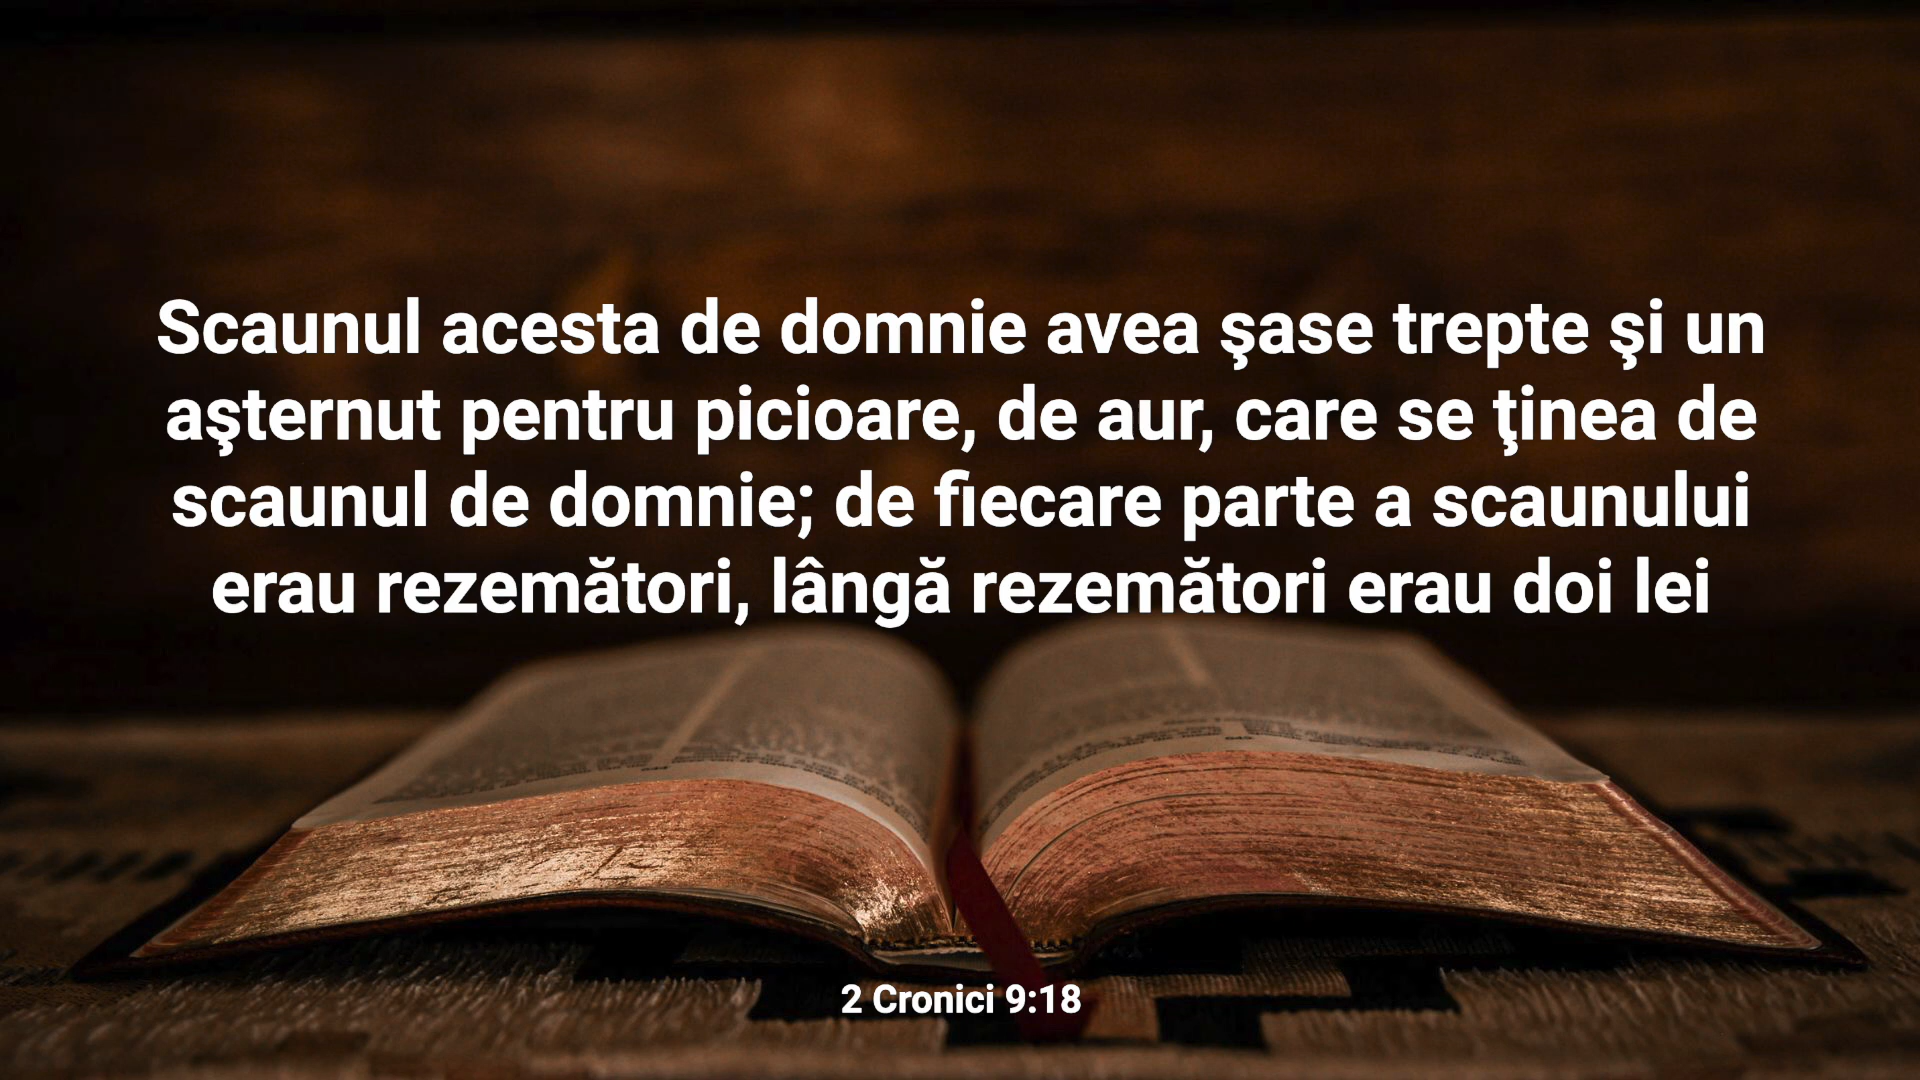 Scaunul acesta de domnie avea şase trepte şi un
aşternut pentru picioare, de aur, care se ţinea de
scaunul de domnie; de fiecare parte a scaunului
erau rezemători, lângă rezemători erau doi lei
2 Cronici 9:18